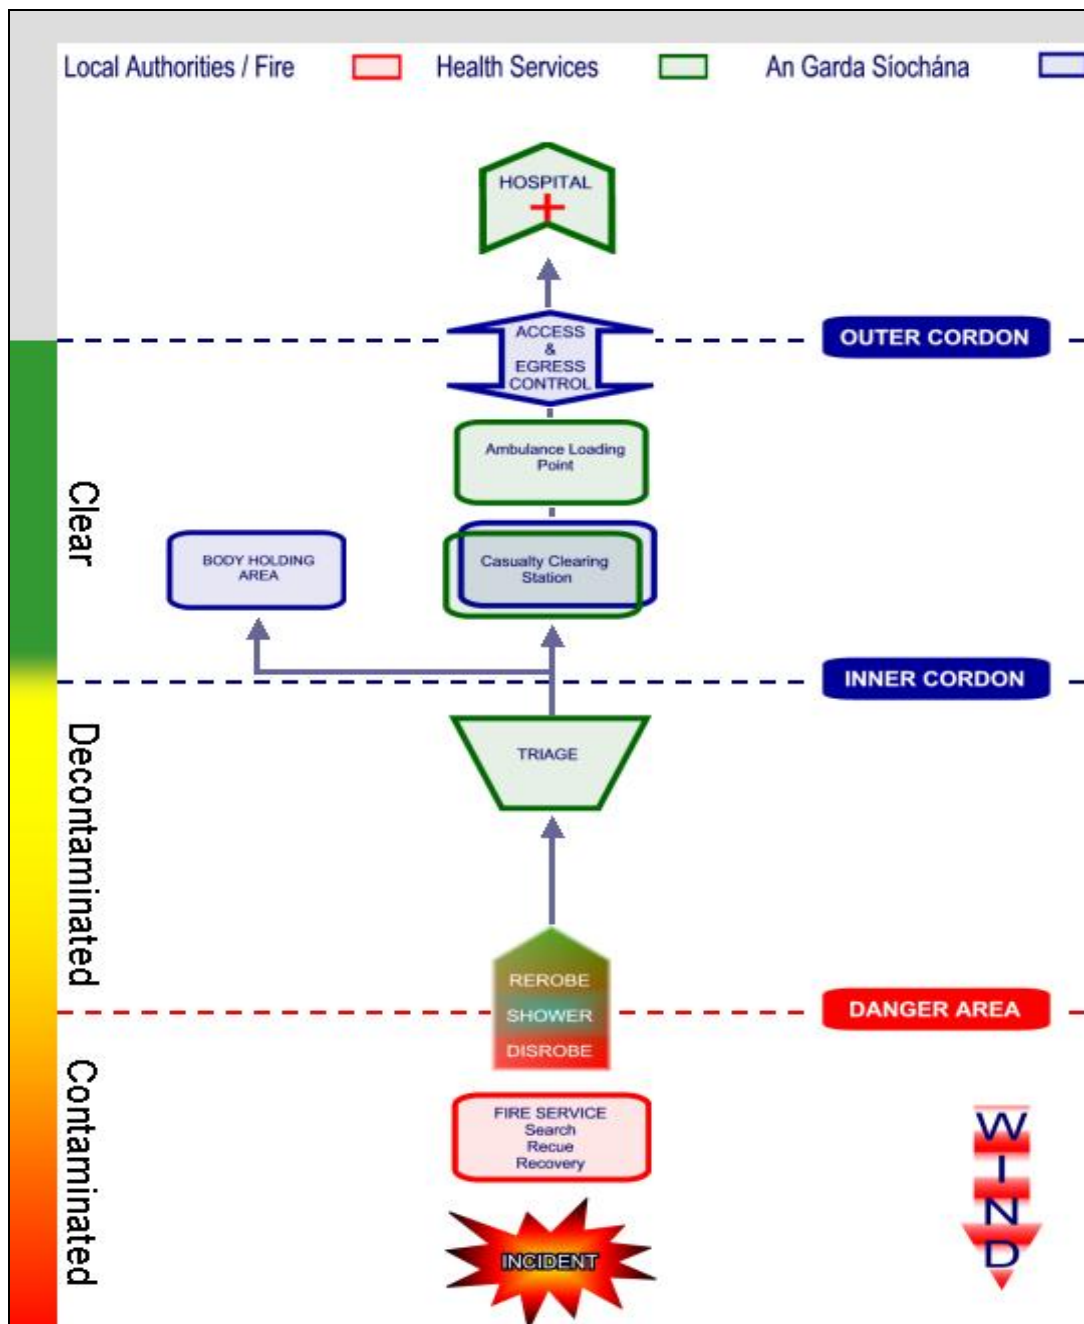 Local Authorities / Fire
Health Services
An Garda Síochána
HOSPITAL
ACCESS
&
EGRESS
CONTROL
OUTER CORDON
Ambulance Loading
Point
Clear
BODY HOLDING
AREA
Casualty Clearing
Station
INNER CORDON
Decontaminated
TRIAGE
REROBE
SHOWER
DISROBE
DANGER AREA
Contaminated
FIRE SERVICE
Search
Recue
Recovery
INCIDENT
WIND